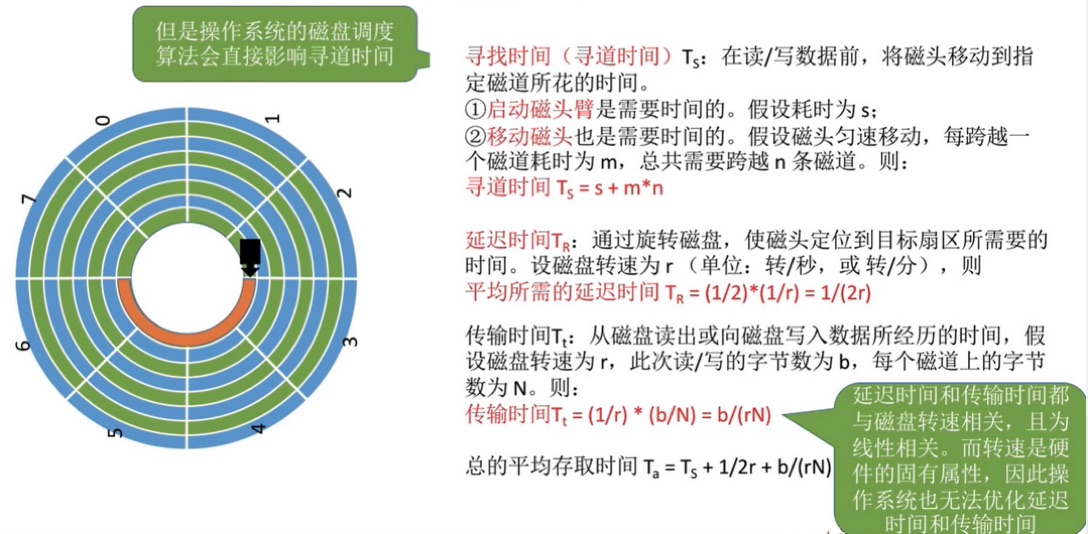 但是操作系统的磁盘调度
算法会直接影响寻道时间
0
1
2
3
4
5
6
7
寻找时间（寻道时间）TS：在读/写数据前，将磁头移动到指
定磁道所花的时间。
①启动磁头臂是需要时间的。假设耗时为 s；
②移动磁头也是需要时间的。假设磁头匀速移动，每跨越一
个磁道耗时为 m，总共需要跨越 n 条磁道。则：
寻道时间 TS = s + m*n
延迟时间TR：通过旋转磁盘，使磁头定位到目标扇区所需要的
时间。设磁盘转速为 r （单位：转/秒，或 转/分），则
平均所需的延迟时间 TR = (1/2)*(1/r) = 1/(2r)
传输时间Tt：从磁盘读出或向磁盘写入数据所经历的时间，假
设磁盘转速为 r，此次读/写的字节数为 b，每个磁道上的字节
数为 N。则：
传输时间Tt = (1/r) * (b/N) = b/(rN)
总的平均存取时间 Ta = TS + 1/2r + b/(rN)
延迟时间和传输时间都
与磁盘转速相关，且为
线性相关。而转速是硬
件的固有属性，因此操
作系统也无法优化延迟
时间和传输时间